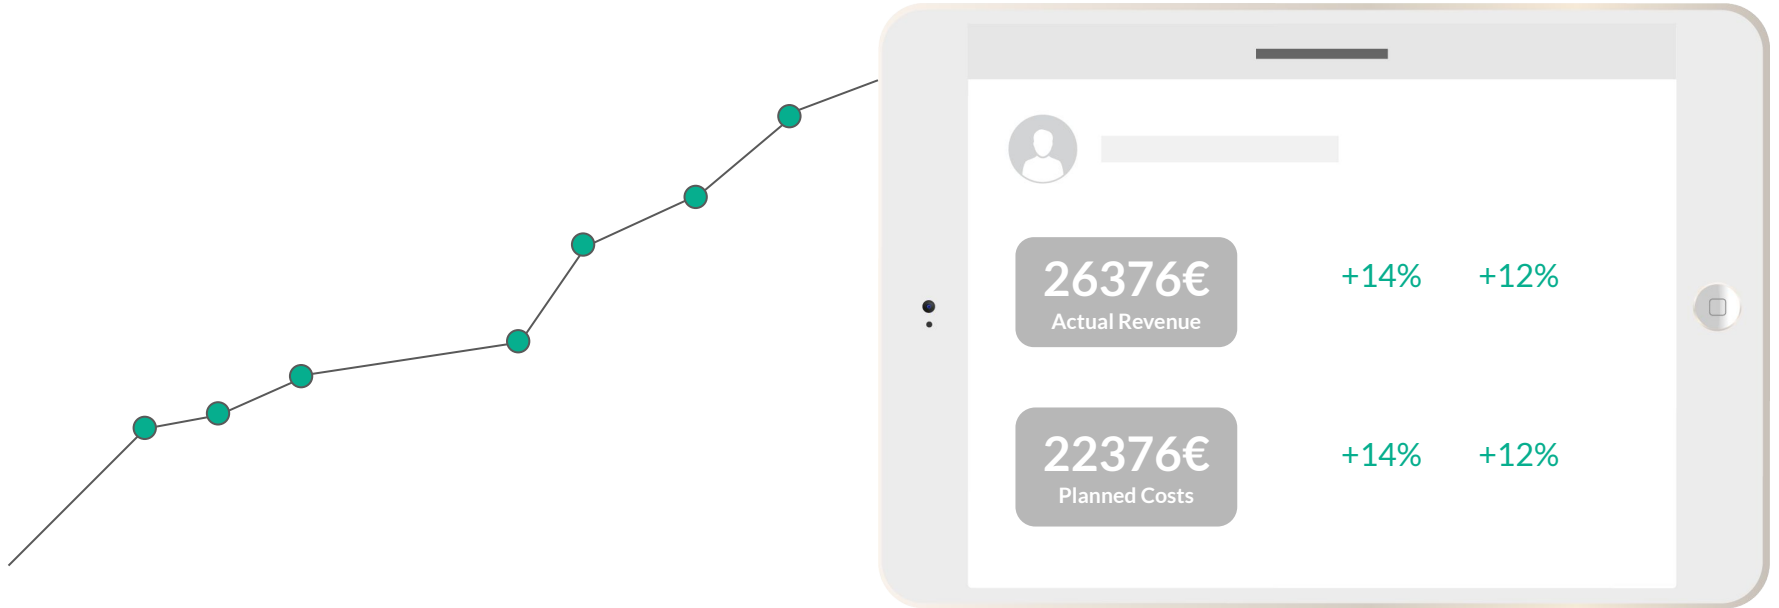 26376€
Actual Revenue
+14% +12%
22376€
Planned Costs
+14% +12%